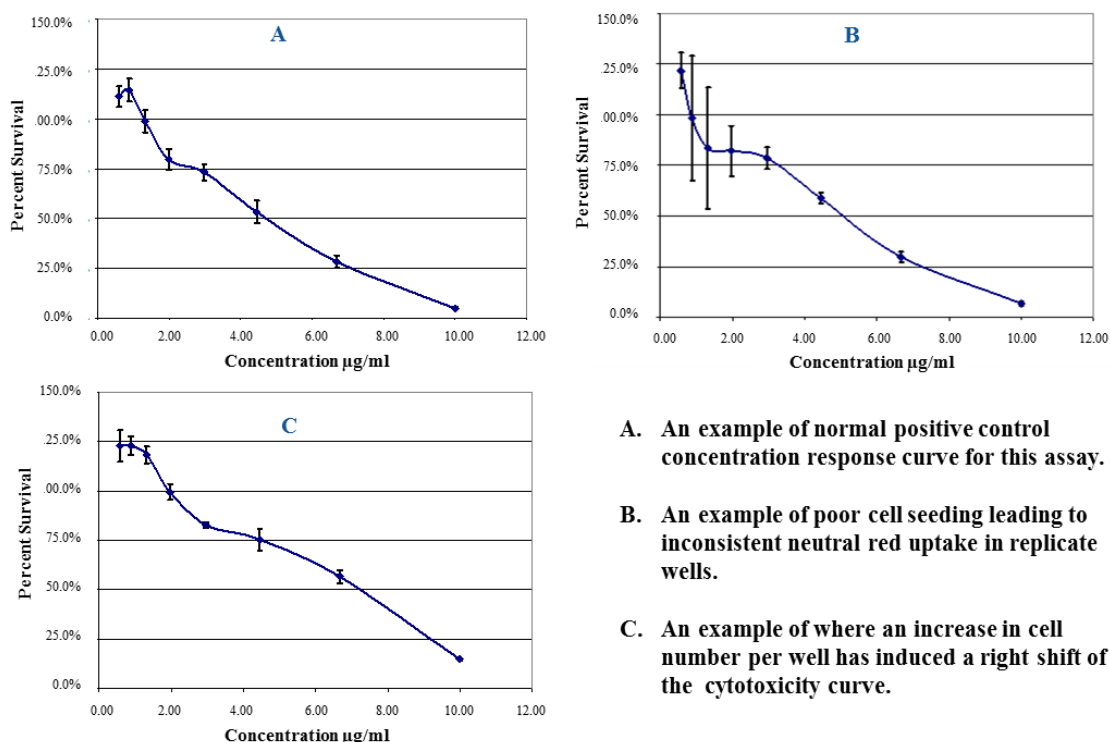 A
150.0%
25.0%
00.0%
75.0%
50.0%
25.0%
0.0%
Percent Survival
0.00 2.00 4.00 6.00 8.00 10.00 12.00
Concentration µg/ml
B
150.0%
25.0%
00.0%
75.0%
50.0%
25.0%
0.0%
Percent Survival
0.00 2.00 4.00 6.00 8.00 10.00 12.00
Concentration µg/ml
C
150.0%
25.0%
00.0%
75.0%
50.0%
25.0%
0.0%
Percent Survival
0.00 2.00 4.00 6.00 8.00 10.00 12.00
Concentration µg/ml
A. An example of normal positive control
concentration response curve for this assay.
B. An example of poor cell seeding leading to
inconsistent neutral red uptake in replicate
wells.
C. An example of where an increase in cell
number per well has induced a right shift of
the cytotoxicity curve.